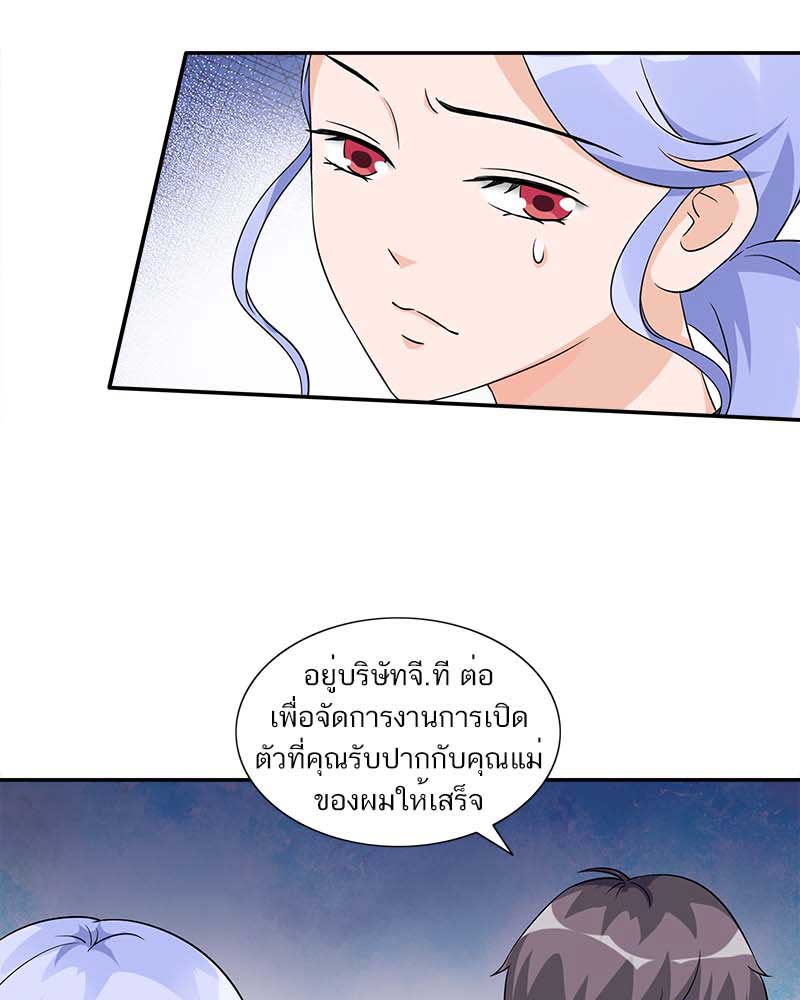 อยู่บริษัทจี.ที ต่อ
เพื่อจัดการงานการเปิด
ตัวที่คุณรับปากกับคุณแม่
ของผมให้เสร็จ